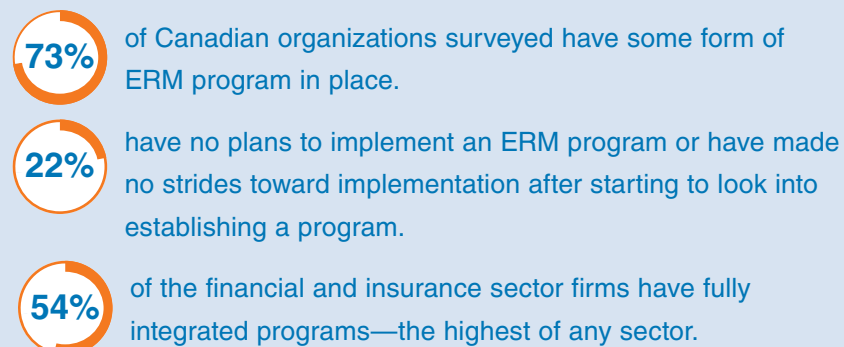 73%
of Canadian organizations surveyed have some form of
ERM program in place.
22%
have no plans to implement an ERM program or have made
no strides toward implementation after starting to look into
establishing a program.
54%
of the financial and insurance sector firms have fully
integrated programs—the highest of any sector.